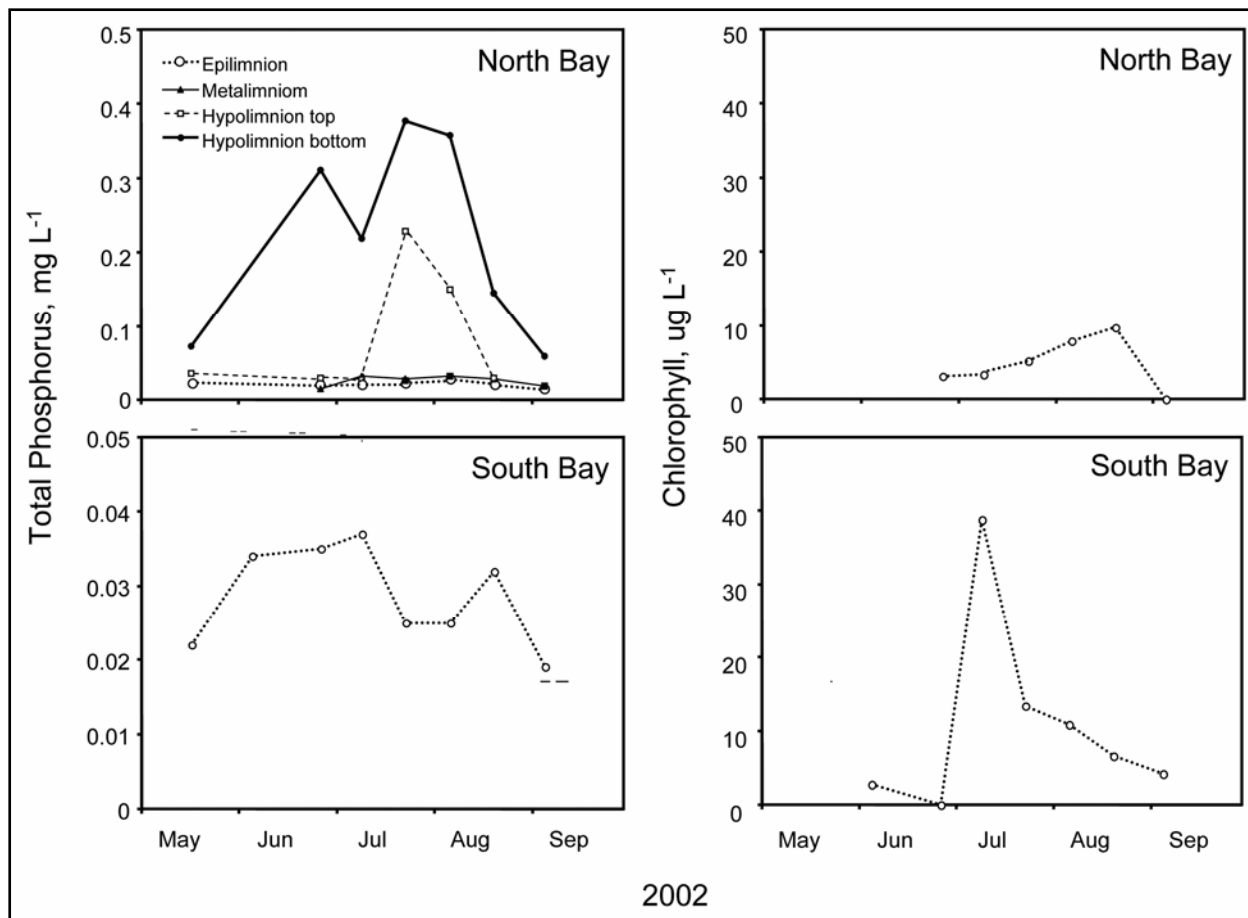 Total Phosphorus, mg L-1
0.5
0.4
0.3
0.2
0.1
0
Epilimnion
Metalimniom
Hypolimnion top
Hypolimnion bottom
North Bay
0.05
0.04
0.03
0.02
0.01
0
South Bay
May Jun Jul Aug Sep
Chlorophyll, ug L-1
50
40
30
20
10
0
North Bay
50
40
30
20
10
0
South Bay
May Jun Jul Aug Sep
2002